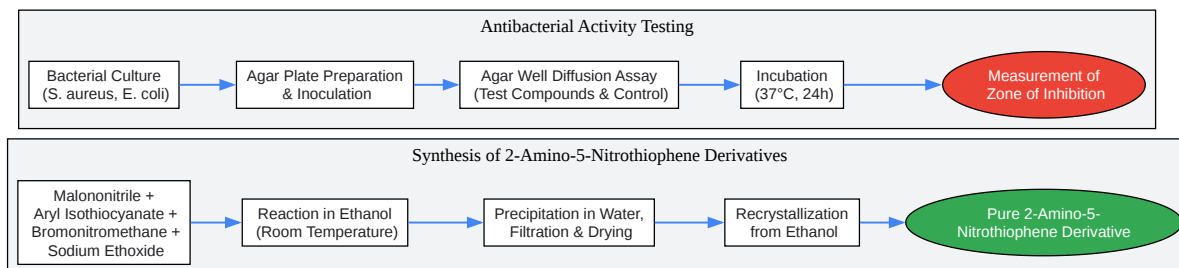 Antibacterial Activity Testing
Bacterial Culture
(S. aureus, E. coli)
Agar Plate Preparation
& Inoculation
Agar Well Diffusion Assay
(Test Compounds & Control)
Incubation
(37°C, 24h)
Measurement of
Zone of Inhibition
Synthesis of 2-Amino-5-Nitrothiophene Derivatives
Malononitrile +
Aryl Isothiocyanate +
Bromonitromethane +
Sodium Ethoxide
Reaction in Ethanol
(Room Temperature)
Precipitation in Water,
Filtration & Drying
Recrystallization
from Ethanol
Pure 2-Amino-5-
Nitrothiophene Derivative